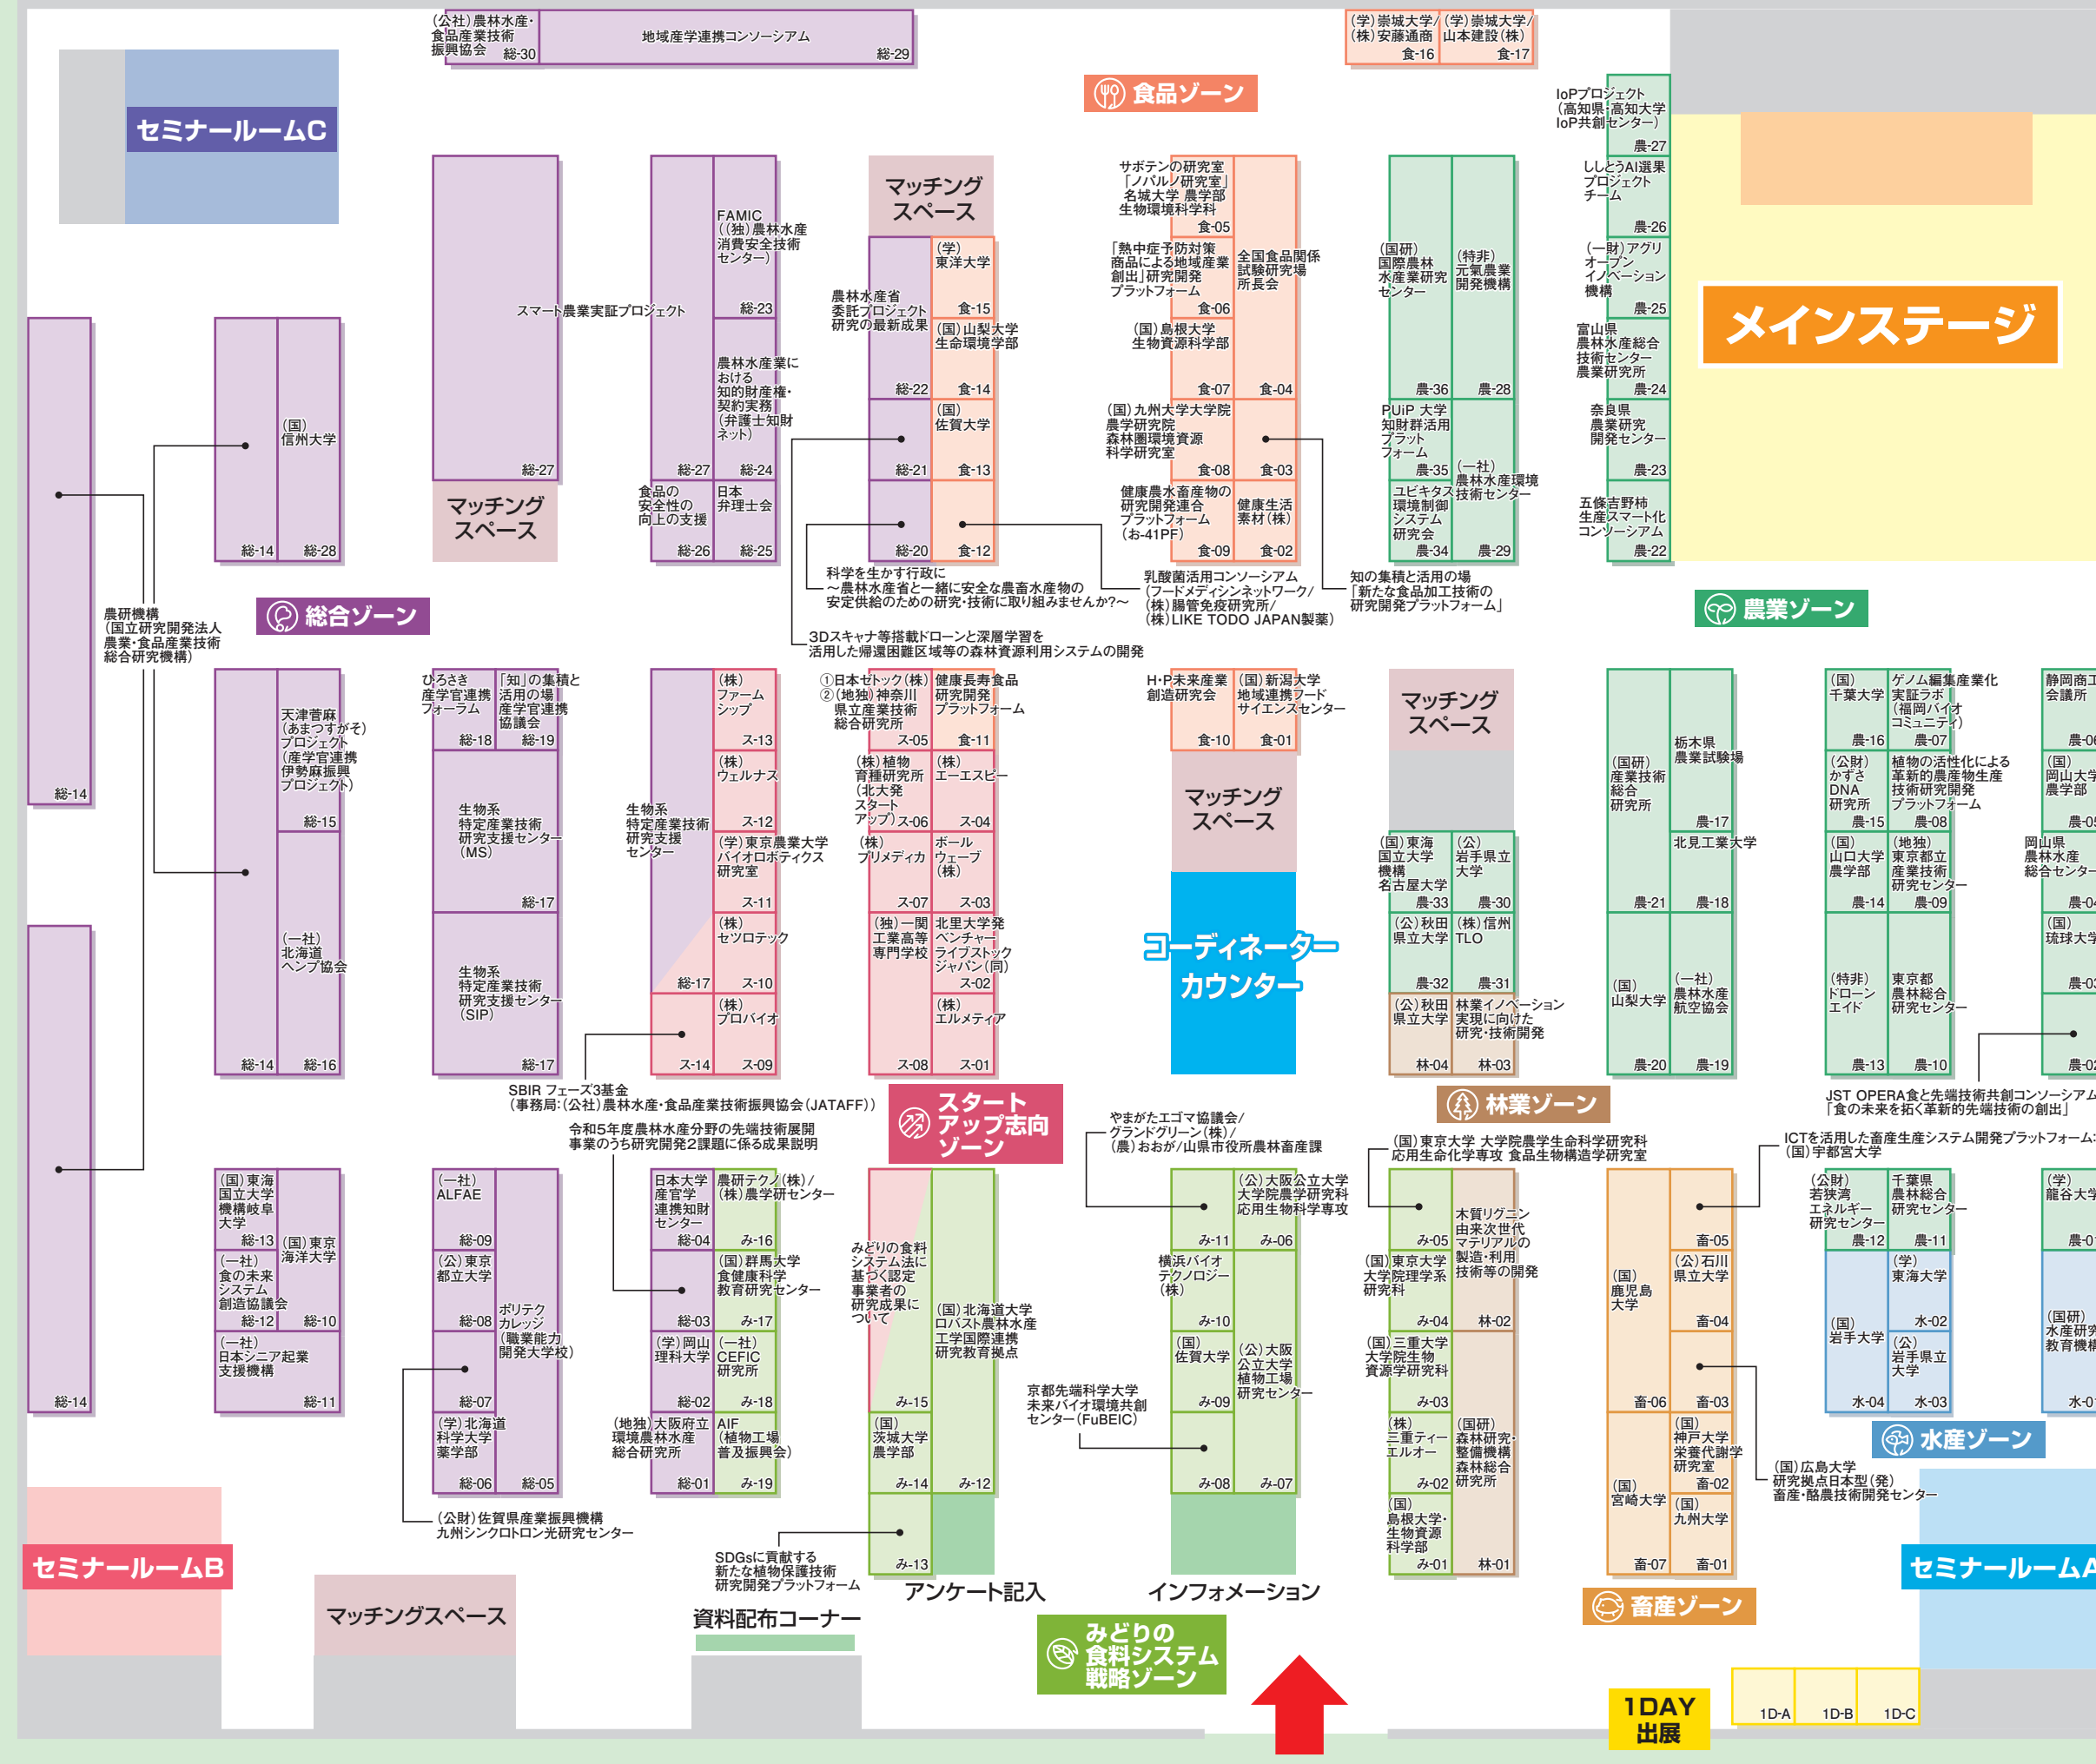 (公社)農林水産・
食品産業技術
振興協会
総-30
地域産学連携コンソーシアム
総-29
(学)崇城大学/
(株)安藤通商
食-16
(学)崇城大学/
山本建設(株)
食-17
セミナールームC
食品ゾーン
IoPプロジェクト
(高知県・高知大学
IoP共創センター)
農-27
ししとうAI選果
プロジェクト
チーム
農-26
(一財)アグリ
オープン
イノベーション
機構
農-25
富山県
農林水産総合
技術センター
農業研究所
農-24
奈良県
農業研究
開発センター
農-23
五條吉野柿
生産スマート化
コンソーシアム
農-22
メインステージ
スマート農業実証プロジェクト
総-27
マッチング
スペース
総-27
FAMIC
((独)農林水産
消費安全技術
センター)
総-23
農林水産業に
おける
知的財産権・
契約実務
(弁護士知財
ネット)
総-24
食品の
安全性の
向上の支援
総-26
日本
弁理士会
総-25
マッチング
スペース
農林水産省
委託プロジェクト
研究の最新成果
総-22
総-21
総-20
(学)
東洋大学
食-15
(国)山梨大学
生命環境学部
食-14
(国)
佐賀大学
食-13
食-12
サボテンの研究室
「ノパルノ研究室」
名城大学 農学部
生物環境科学科
食-05
「熱中症予防対策
商品による地域産業
創出」研究開発
プラットフォーム
食-06
(国)島根大学
生物資源科学部
食-07
(国)九州大学大学院
農学研究院
森林圏環境資源
科学研究室
食-08
健康農水畜産物の
研究開発連合
プラットフォーム
(お-41PF)
食-09
全国食品関係
試験研究場
所長会
食-04
食-03
健康生活
素材(株)
食-02
(国研)
国際農林
水産業研究
センター
農-36
(特非)
元氣農業
開発機構
農-28
PUiP 大学
知財群活用
プラット
フォーム
農-35
ユビキタス
環境制御
システム
研究会
農-34
(一社)
農林水産環境
技術センター
農-29
総-14
総-14
(国)
信州大学
総-28
農研機構
(国立研究開発法人
農業・食品産業技術
総合研究機構)
総合ゾーン
科学を生かす行政に
～農林水産省と一緒に安全な農畜水産物の
安定供給のための研究・技術に取り組みませんか?～
3Dスキャナ等搭載ドローンと深層学習を
活用した帰還困難区域等の森林資源利用システムの開発
乳酸菌活用コンソーシアム
(フードメディシンネットワーク/
(株)腸管免疫研究所/
(株)LIKE TODO JAPAN製薬)
知の集積と活用の場
「新たな食品加工技術の
研究開発プラットフォーム」
農業ゾーン
天津菅麻
(あまつすがそ)
プロジェクト
(産学官連携
伊勢麻振興
プロジェクト)
総-15
(一社)
北海道
ヘンプ協会
総-14
総-16
ひろさき
産学官連携
フォーラム
総-18
「知」の集積と
活用の場
産学官連携
協議会
総-19
生物系
特定産業技術
研究支援センター
(MS)
総-17
生物系
特定産業技術
研究支援センター
(SIP)
総-17
生物系
特定産業技術
研究支援
センター
総-17
ス-14
(株)
ファーム
シップ
ス-13
(株)
ウェルナス
ス-12
(学)東京農業大学
バイオロボティクス
研究室
ス-11
(株)
セツロテック
ス-10
(株)
プロバイオ
ス-09
①日本ゼトック(株)
②(地独)神奈川
県立産業技術
総合研究所
ス-05
(株)植物
育種研究所
(北大発
スタート
アップ)
ス-06
(株)
プリメディカ
ス-07
(独)一関
工業高等
専門学校
ス-08
健康長寿食品
研究開発
プラットフォーム
食-11
(株)
エーエスピー
ス-04
ボール
ウェーブ
(株)
ス-03
北里大学発
ベンチャー
ライブストック
ジャパン(同)
ス-02
(株)
エルメティア
ス-01
H・P未来産業
創造研究会
食-10
(国)新潟大学
地域連携フード
サイエンスセンター
食-01
マッチング
スペース
コーディネーター
カウンター
マッチング
スペース
(国)東海
国立大学
機構
名古屋大学
農-33
(公)
岩手県立
大学
農-30
(公)秋田
県立大学
農-32
(株)信州
TLO
農-31
(公)秋田
県立大学
林-04
林業イノベーション
実現に向けた
研究・技術開発
林-03
(国研)
産業技術
総合
研究所
農-21
栃木県
農業試験場
農-17
北見工業大学
農-18
(国)
山梨大学
農-20
(一社)
農林水産
航空協会
農-19
(国)
千葉大学
農-16
ゲノム編集産業化
実証ラボ
(福岡バイオ
コミュニティ)
農-07
(公財)
かずさ
DNA
研究所
農-15
植物の活性化による
革新的農産物生産
技術研究開発
プラットフォーム
農-08
(国)
山口大学
農学部
農-14
(地独)
東京都立
産業技術
研究センター
農-09
(特非)
ドローン
エイド
農-13
東京都
農林総合
研究センター
農-10
静岡商工
会議所
農-06
(国)
岡山大学
農学部
農-05
岡山県
農林水産
総合センター
農-04
(国)
琉球大学
農-03
農-02
SBIR フェーズ3基金
(事務局:(公社)農林水産・食品産業技術振興協会(JATAFF))
令和5年度農林水産分野の先端技術展開
事業のうち研究開発2課題に係る成果説明
スタート
アップ志向
ゾーン
やまがたエゴマ協議会/
グランドグリーン(株)/
(農)おおが/山県市役所農林畜産課
林業ゾーン
(国)東京大学 大学院農学生命科学研究科
応用生命化学専攻 食品生物構造学研究室
JST OPERA食と先端技術共創コンソーシアム
「食の未来を拓く革新的先端技術の創出」
ICTを活用した畜産生産システム開発プラットフォーム:
(国)宇都宮大学
総-14
(国)東海
国立大学
機構岐阜
大学
総-13
(一社)
食の未来
システム
創造協議会
総-12
(国)東京
海洋大学
総-10
(一社)
日本シニア起業
支援機構
総-11
(一社)
ALFAE
総-09
(公)東京
都立大学
総-08
総-07
(学)北海道
科学大学
薬学部
総-06
ポリテク
カレッジ
(職業能力
開発大学校)
総-05
日本大学
産官学
連携知財
センター
総-04
総-03
(学)岡山
理科大学
総-02
(地独)大阪府立
環境農林水産
総合研究所
総-01
農研テクノ(株)/
(株)農学研センター
み-16
(国)群馬大学
食健康科学
教育研究センター
み-17
(一社)
CEFIC
研究所
み-18
AIF
(植物工場
普及振興会)
み-19
みどりの食料
システム法に
基づく認定
事業者の
研究成果に
ついて
み-15
(国)
茨城大学
農学部
み-14
み-13
(国)北海道大学
ロバスト農林水産
工学国際連携
研究教育拠点
み-12
み-11
横浜バイオ
テクノロジー
(株)
み-10
(国)
佐賀大学
み-09
み-08
(公)大阪公立大学
大学院農学研究科
応用生物科学専攻
み-06
(公)大阪
公立大学
植物工場
研究センター
み-07
み-05
(国)東京大学
大学院理学系
研究科
み-04
(国)三重大学
大学院生物
資源学研究科
み-03
(株)
三重ティー
エルオー
み-02
(国)
島根大学・
生物資源
科学部
み-01
木質リグニン
由来次世代
マテリアルの
製造・利用
技術等の開発
林-02
(国研)
森林研究・
整備機構
森林総合
研究所
林-01
(国)
鹿児島
大学
畜-06
(国)
宮崎大学
畜-07
畜-05
(公)石川
県立大学
畜-04
畜-03
(国)
神戸大学
栄養代謝学
研究室
畜-02
(国)
九州大学
畜-01
(公財)
若狭湾
エネルギー
研究センター
農-12
千葉県
農林総合
研究センター
農-11
(国)
岩手大学
水-04
(学)
東海大学
水-02
(公)
岩手県立
大学
水-03
(学)
龍谷大学
農-01
(国研)
水産研究
教育機構
水-01
京都先端科学大学
未来バイオ環境共創
センター(FuBEIC)
水産ゾーン
(国)広島大学
研究拠点日本型(発)
畜産・酪農技術開発センター
(公財)佐賀県産業振興機構
九州シンクロトロン光研究センター
セミナールームB
マッチングスペース
SDGsに貢献する
新たな植物保護技術
研究開発プラットフォーム
資料配布コーナー
アンケート記入
インフォメーション
みどりの
食料システム
戦略ゾーン
畜産ゾーン
セミナールームA
1DAY
出展
1D-A
1D-B
1D-C